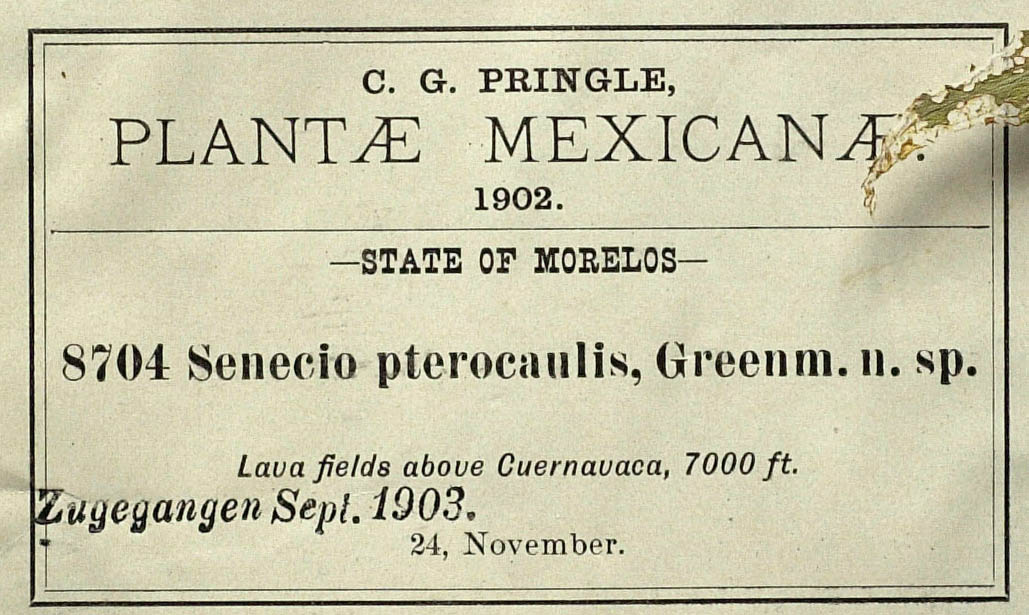 C. G. PRINGLE,
PLANTÆ MEXICANÆ.
1902.
—STATE OF MORELOS—
8704 Senecio pterocaulis, Greenm. n. sp.
Lava fields above Cuernavaca, 7000 ft.
Zugegangen Sept. 1903.
24, November.